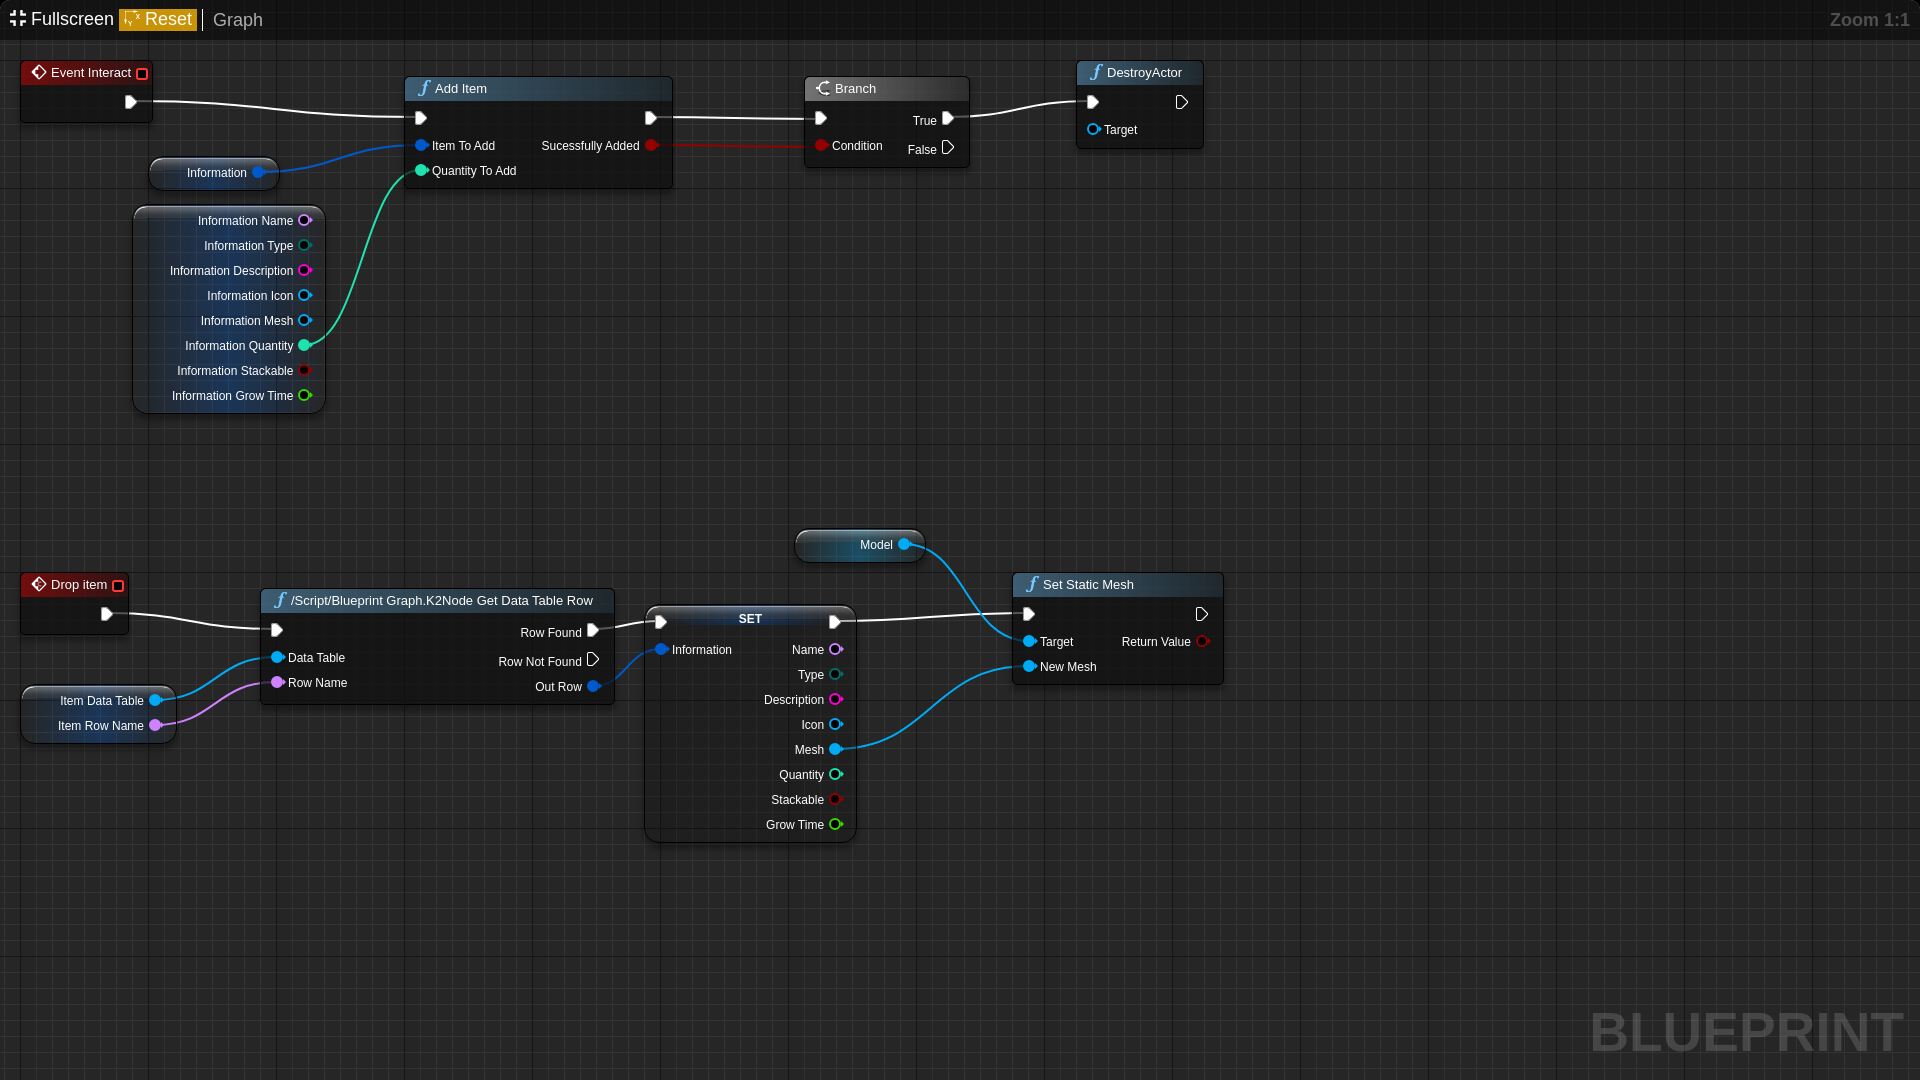 Fullscreen Reset Graph
Zoom 1:1
Event Interact
Add Item
Item To Add
Sucessfully Added
Quantity To Add
Branch
True
Condition
False
DestroyActor
Target
Information
Information Name
Information Type
Information Description
Information Icon
Information Mesh
Information Quantity
Information Stackable
Information Grow Time
Model
Drop item
/Script/Blueprint Graph.K2Node Get Data Table Row
Row Found
Data Table
Row Not Found
Row Name
Out Row
Item Data Table
Item Row Name
SET
Information
Name
Type
Description
Icon
Mesh
Quantity
Stackable
Grow Time
Set Static Mesh
Target
Return Value
New Mesh
BLUEPRINT